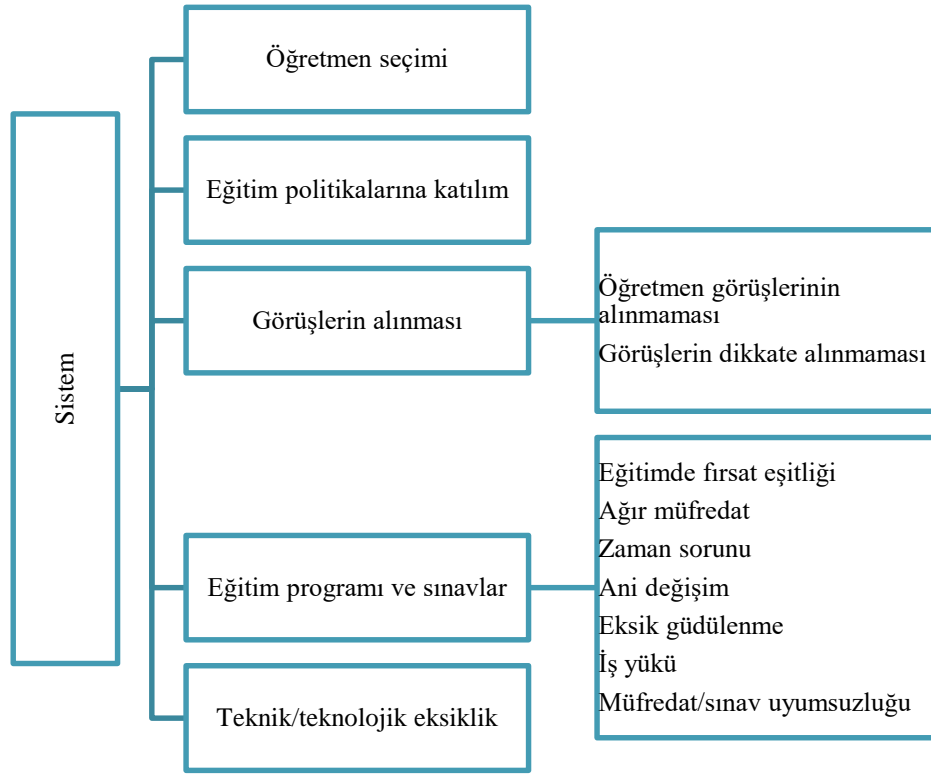 Sistem
Öğretmen seçimi
Eğitim politikalarına katılım
Görüşlerin alınması
Öğretmen görüşlerinin
alınmaması
Görüşlerin dikkate alınmaması
Eğitim programı ve sınavlar
Eğitimde fırsat eşitliği
Ağır müfredat
Zaman sorunu
Ani değişim
Eksik güdülenme
İş yükü
Müfredat/sınav uyumsuzluğu
Teknik/teknolojik eksiklik